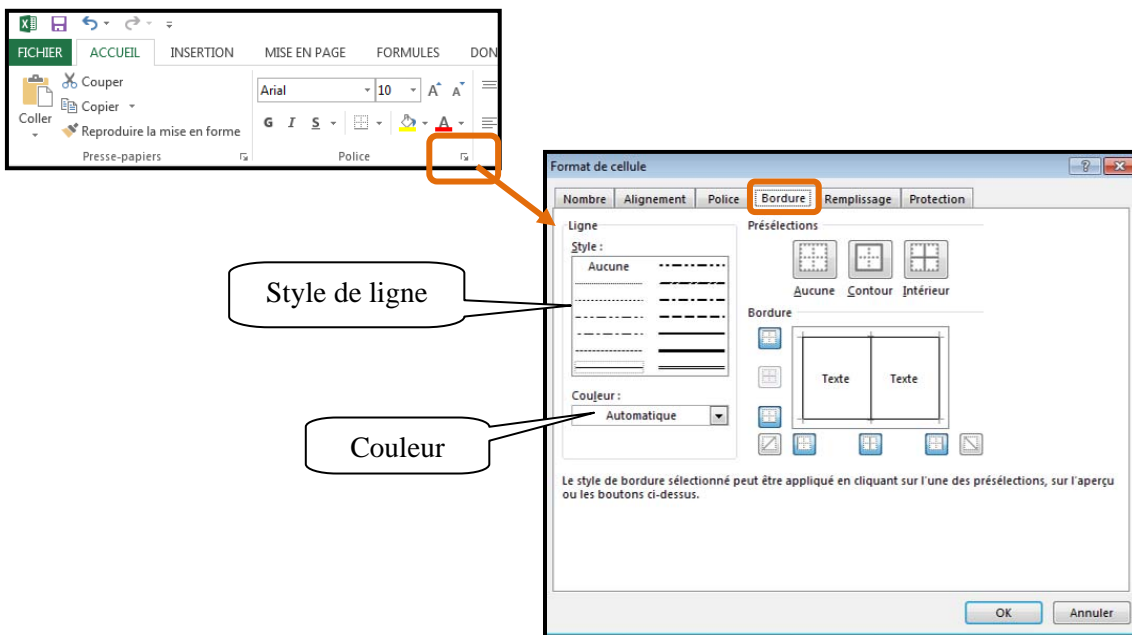 FICHIER ACCUEIL INSERTION MISE EN PAGE FORMULES DON
Coller
Couper
Copier
Reproduire la mise en forme
Presse-papiers
Arial 10 A A
G I S A
Police
Format de cellule
Nombre Alignement Police Bordure Remplissage Protection
Ligne
Style :
Aucune
Présélections
Aucune Contour Intérieur
Bordure
Texte Texte
Couleur :
Automatique
Le style de bordure sélectionné peut être appliqué en cliquant sur l'une des présélections, sur l'aperçu
ou les boutons ci-dessus.
OK Annuler
Style de ligne
Couleur